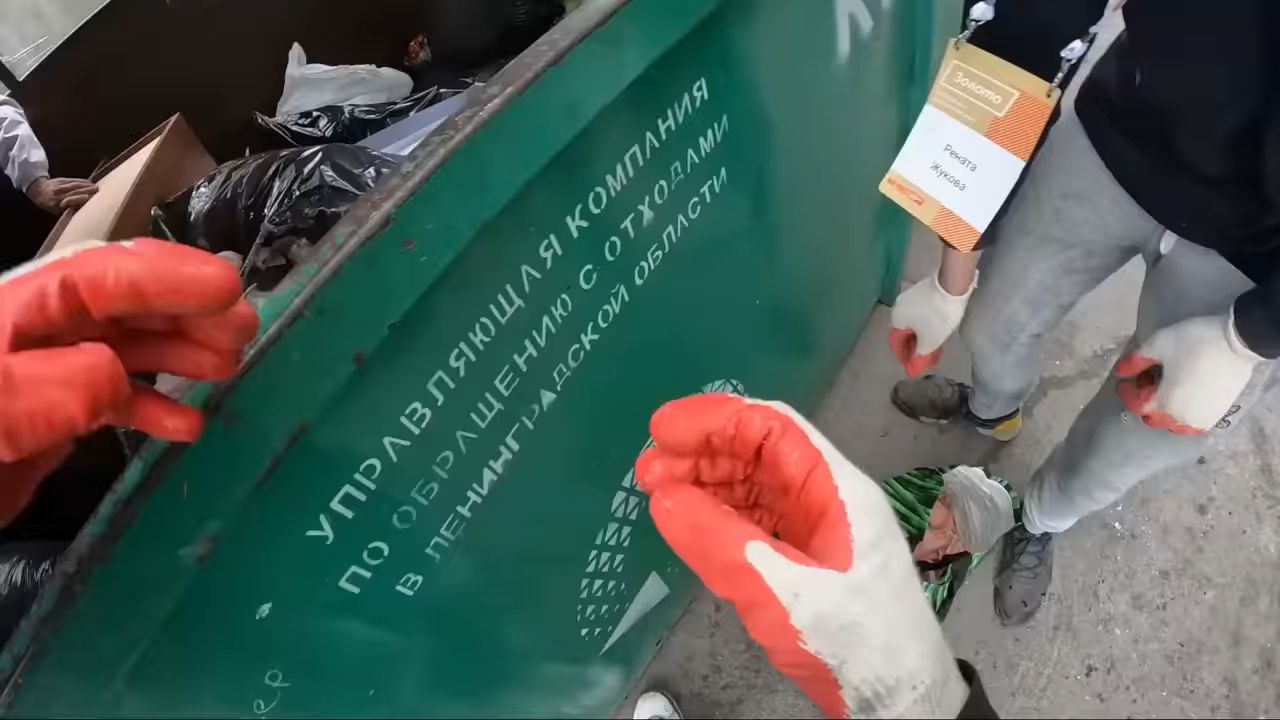 УПРАВЛЯЮЩАЯ КОМПАНИЯ
ПО ОБРАЩЕНИЮ С ОТХОДАМИ
В ЛЕНИНГРАДСКОЙ ОБЛАСТИ
Золото
Рената
Жукова